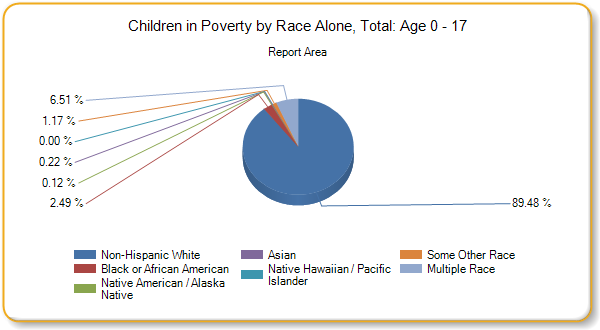 Children in Poverty by Race Alone, Total: Age 0 - 17
Report Area
6.51 %
1.17 %
0.00 %
0.22 %
0.12 %
2.49 %
89.48 %
Non-Hispanic White
Black or African American
Native American / Alaska
Native
Asian
Native Hawaiian / Pacific
Islander
Some Other Race
Multiple Race